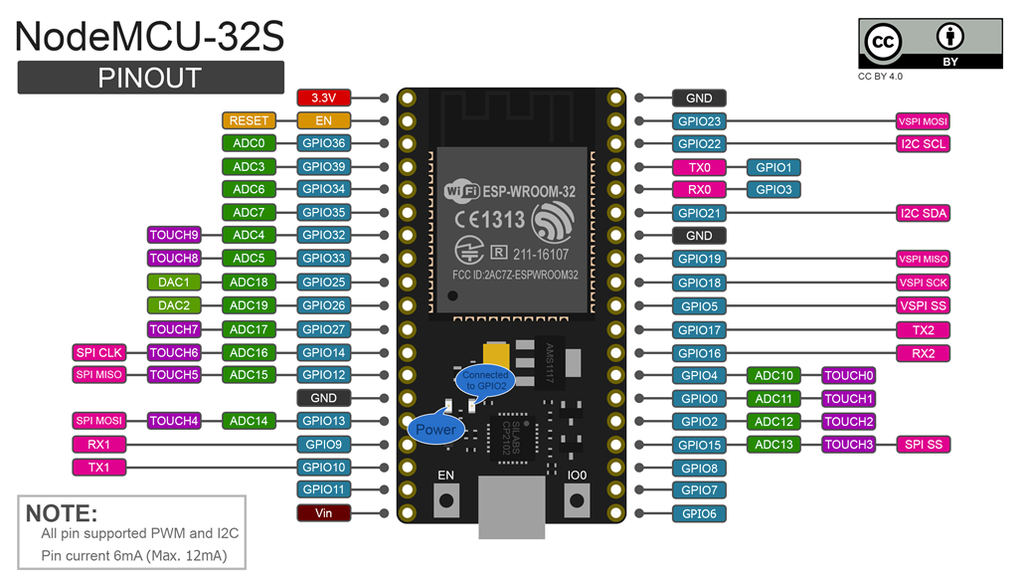 NodeMCU-32S
PINOUT
CC
BY
CC BY 4.0
3.3V
GND
RESET EN
GPIO23 VSPI MOSI
ADC0 GPIO36
GPIO22 I2C SCL
ADC3 GPIO39
TX0 GPIO1
ADC6 GPIO34
RX0 GPIO3
ADC7 GPIO35
GPIO21 I2C SDA
TOUCH9 ADC4 GPIO32
GND
TOUCH8 ADC5 GPIO33
GPIO19 VSPI MISO
DAC1 ADC18 GPIO25
GPIO18 VSPI SCK
DAC2 ADC19 GPIO26
GPIO5 VSPI SS
TOUCH7 ADC17 GPIO27
GPIO17 TX2
SPI CLK TOUCH6 ADC16 GPIO14
GPIO16 RX2
SPI MISO TOUCH5 ADC15 GPIO12
GPIO4 ADC10 TOUCH0
GND
GPIO0 ADC11 TOUCH1
SPI MOSI TOUCH4 ADC14 GPIO13
GPIO2 ADC12 TOUCH2
RX1 GPIO9
GPIO15 ADC13 TOUCH3 SPI SS
TX1 GPIO10
GPIO8
GPIO11
GPIO7
Vin
GPIO6
WiFi ESP-WROOM-32
CE1313
R 211-16107
FCC ID:2AC7Z-ESPWROOM32
AMS1117
Connected
to GPIO2
Power
SILABS
CP2102
EN
IO0
NOTE:
All pin supported PWM and I2C
Pin current 6mA (Max. 12mA)